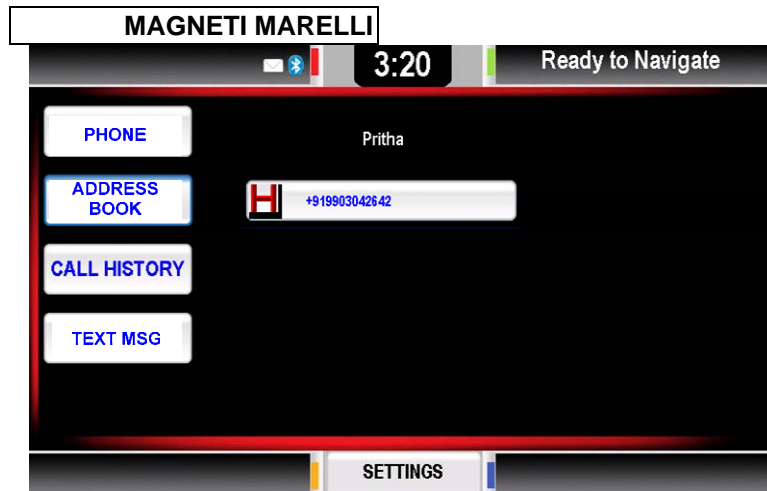 MAGNETI MARELLI
3:20
Ready to Navigate
PHONE
Pritha
ADDRESS
BOOK
H
+919903042642
CALL HISTORY
TEXT MSG
SETTINGS